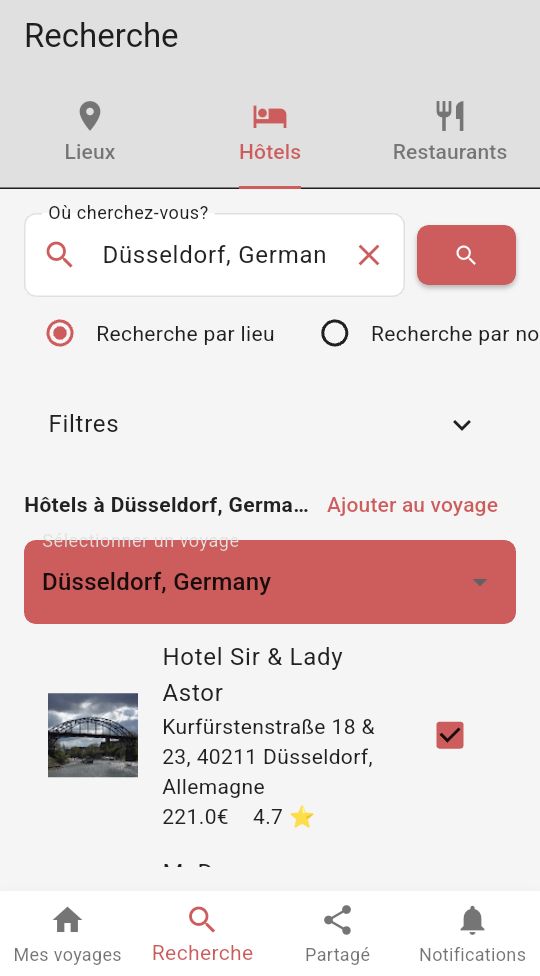 Recherche
Lieux
Hôtels
Restaurants
Où cherchez-vous?
Düsseldorf, German
Recherche par lieu
Recherche par no
Filtres
Hôtels à Düsseldorf, Germa...
Ajouter au voyage
Sélectionner un voyage
Düsseldorf, Germany
Hotel Sir & Lady
Astor
Kurfürstenstraße 18 &
23, 40211 Düsseldorf,
Allemagne
221.0€ 4.7 ⭐
Mes voyages
Recherche
Partagé
Notifications